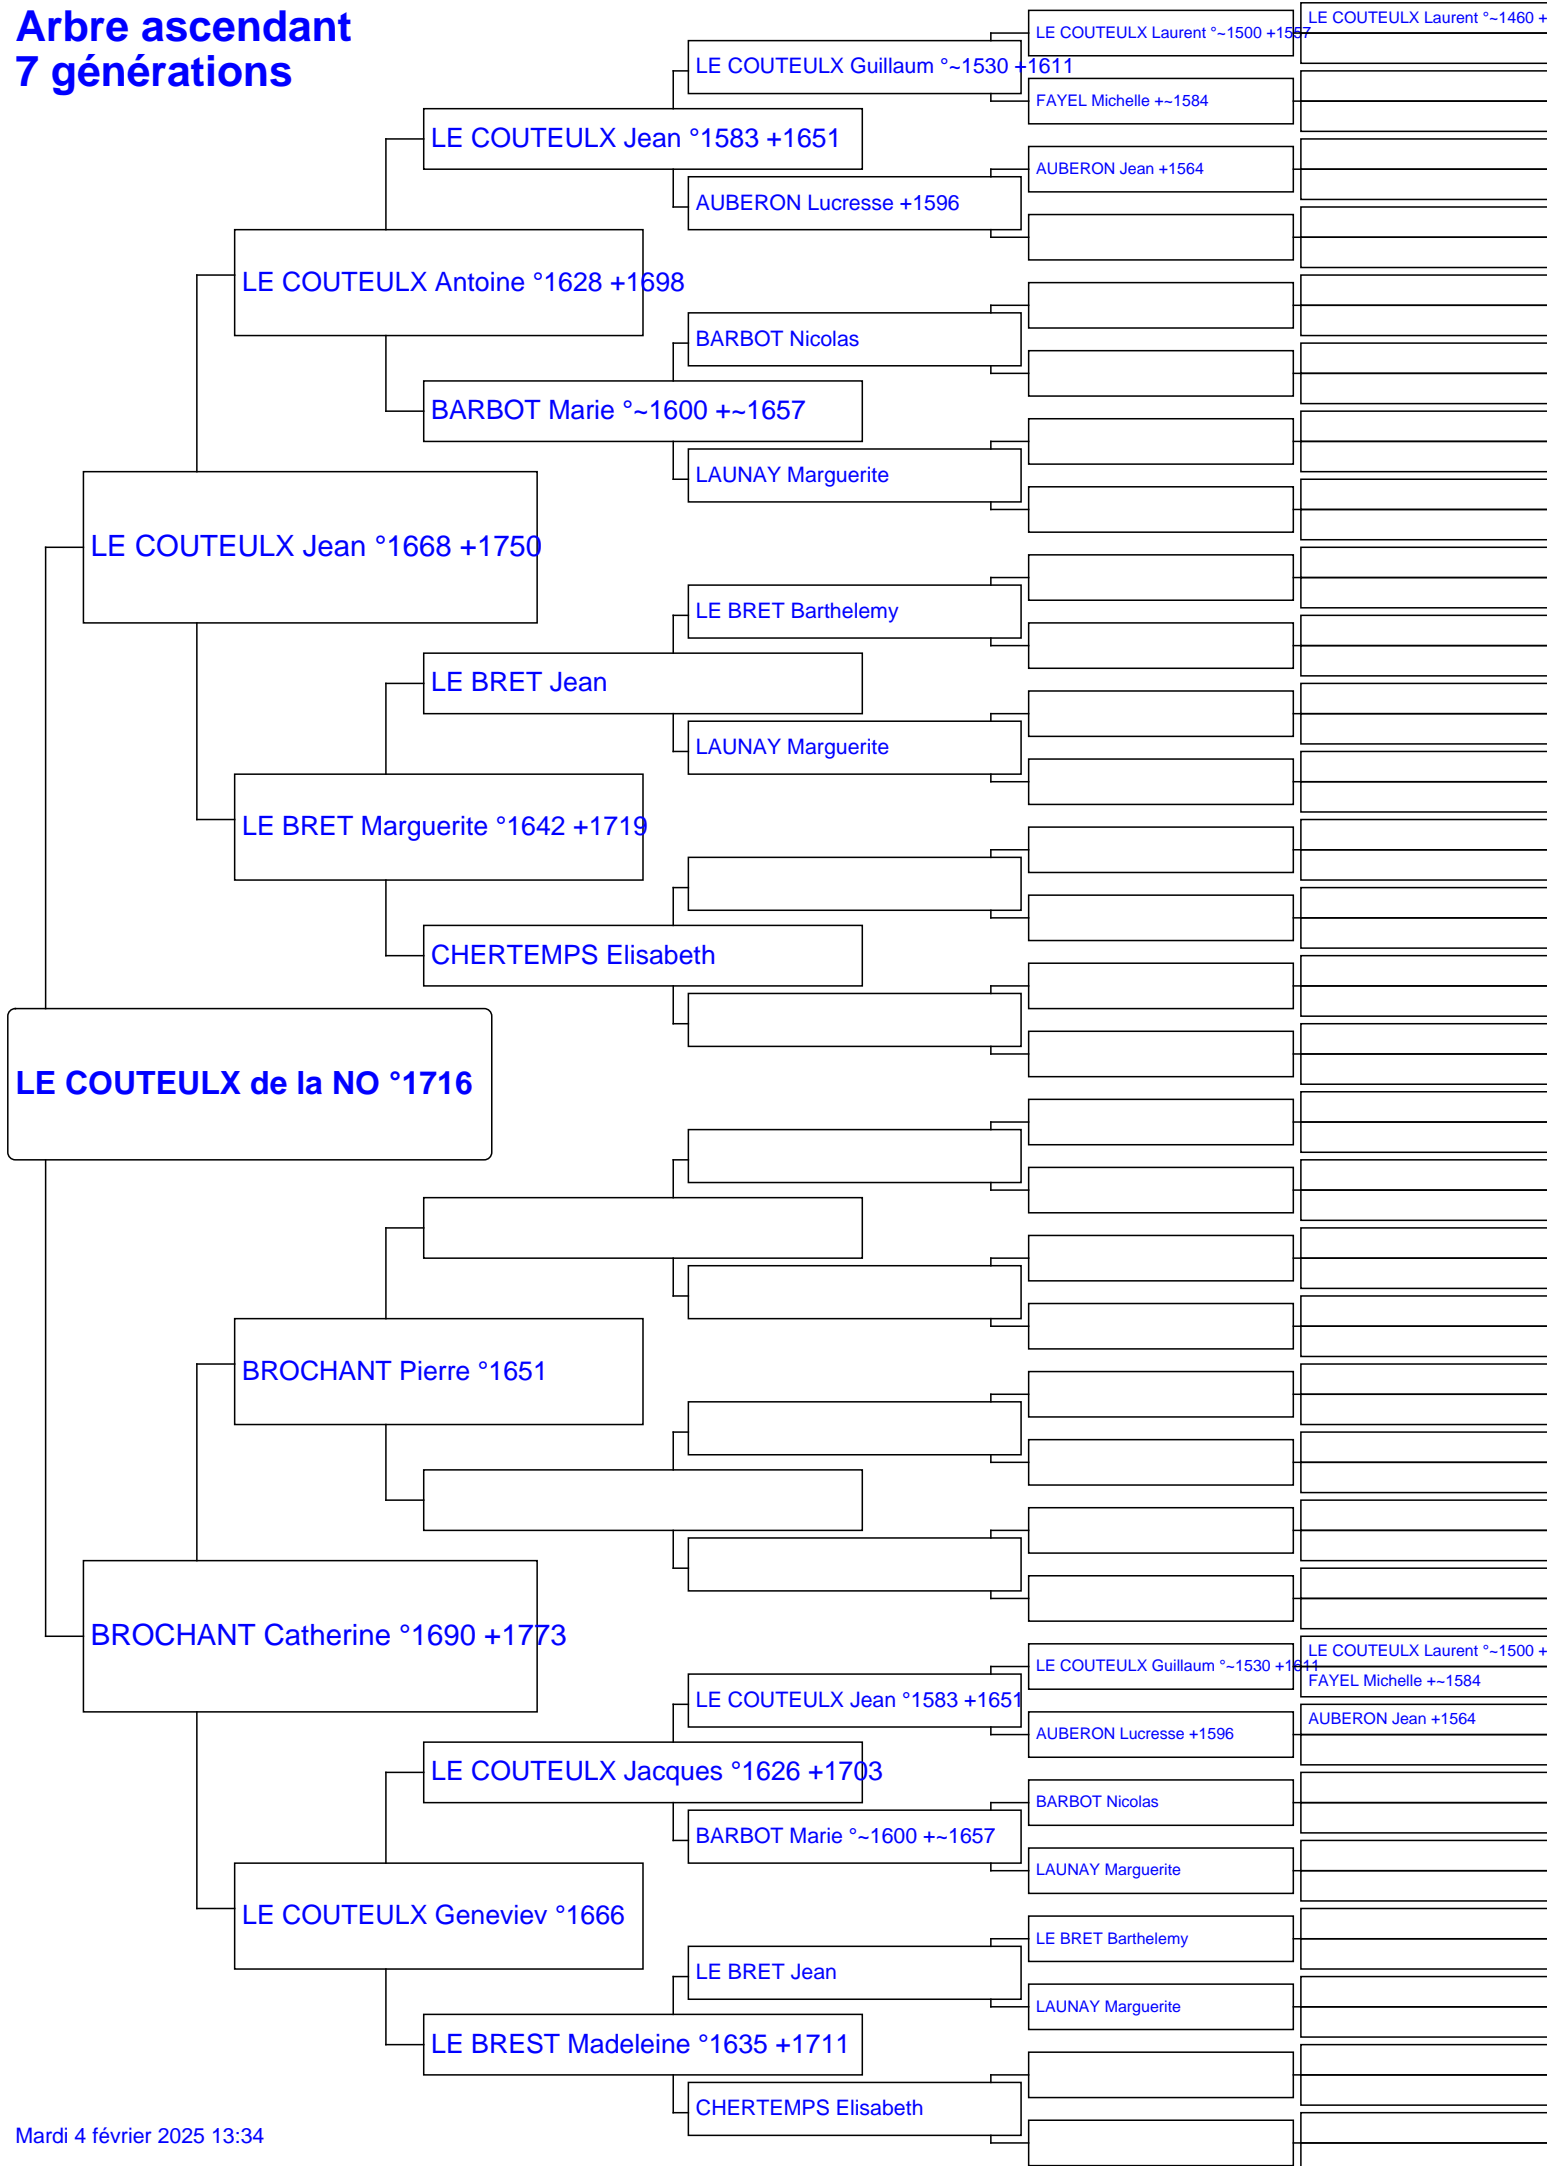 Arbre ascendant
7 générations
LE COUTEULX Laurent °~1460 +
LE COUTEULX Laurent °~1500 +1557
LE COUTEULX Guillaum °~1530 +1611
FAYEL Michelle +~1584
LE COUTEULX Jean °1583 +1651
AUBERON Jean +1564
AUBERON Lucresse +1596
LE COUTEULX Antoine °1628 +1698
BARBOT Nicolas
BARBOT Marie °~1600 +~1657
LAUNAY Marguerite
LE COUTEULX Jean °1668 +1750
LE BRET Barthelemy
LE BRET Jean
LAUNAY Marguerite
LE BRET Marguerite °1642 +1719
CHERTEMPS Elisabeth
LE COUTEULX de la NO °1716
BROCHANT Pierre °1651
BROCHANT Catherine °1690 +1773
LE COUTEULX Laurent °~1500 +
LE COUTEULX Guillaum °~1530 +1611
FAYEL Michelle +~1584
LE COUTEULX Jean °1583 +1651
AUBERON Jean +1564
AUBERON Lucresse +1596
LE COUTEULX Jacques °1626 +1703
BARBOT Nicolas
BARBOT Marie °~1600 +~1657
LAUNAY Marguerite
LE COUTEULX Geneviev °1666
LE BRET Barthelemy
LE BRET Jean
LAUNAY Marguerite
LE BREST Madeleine °1635 +1711
CHERTEMPS Elisabeth
Mardi 4 février 2025 13:34